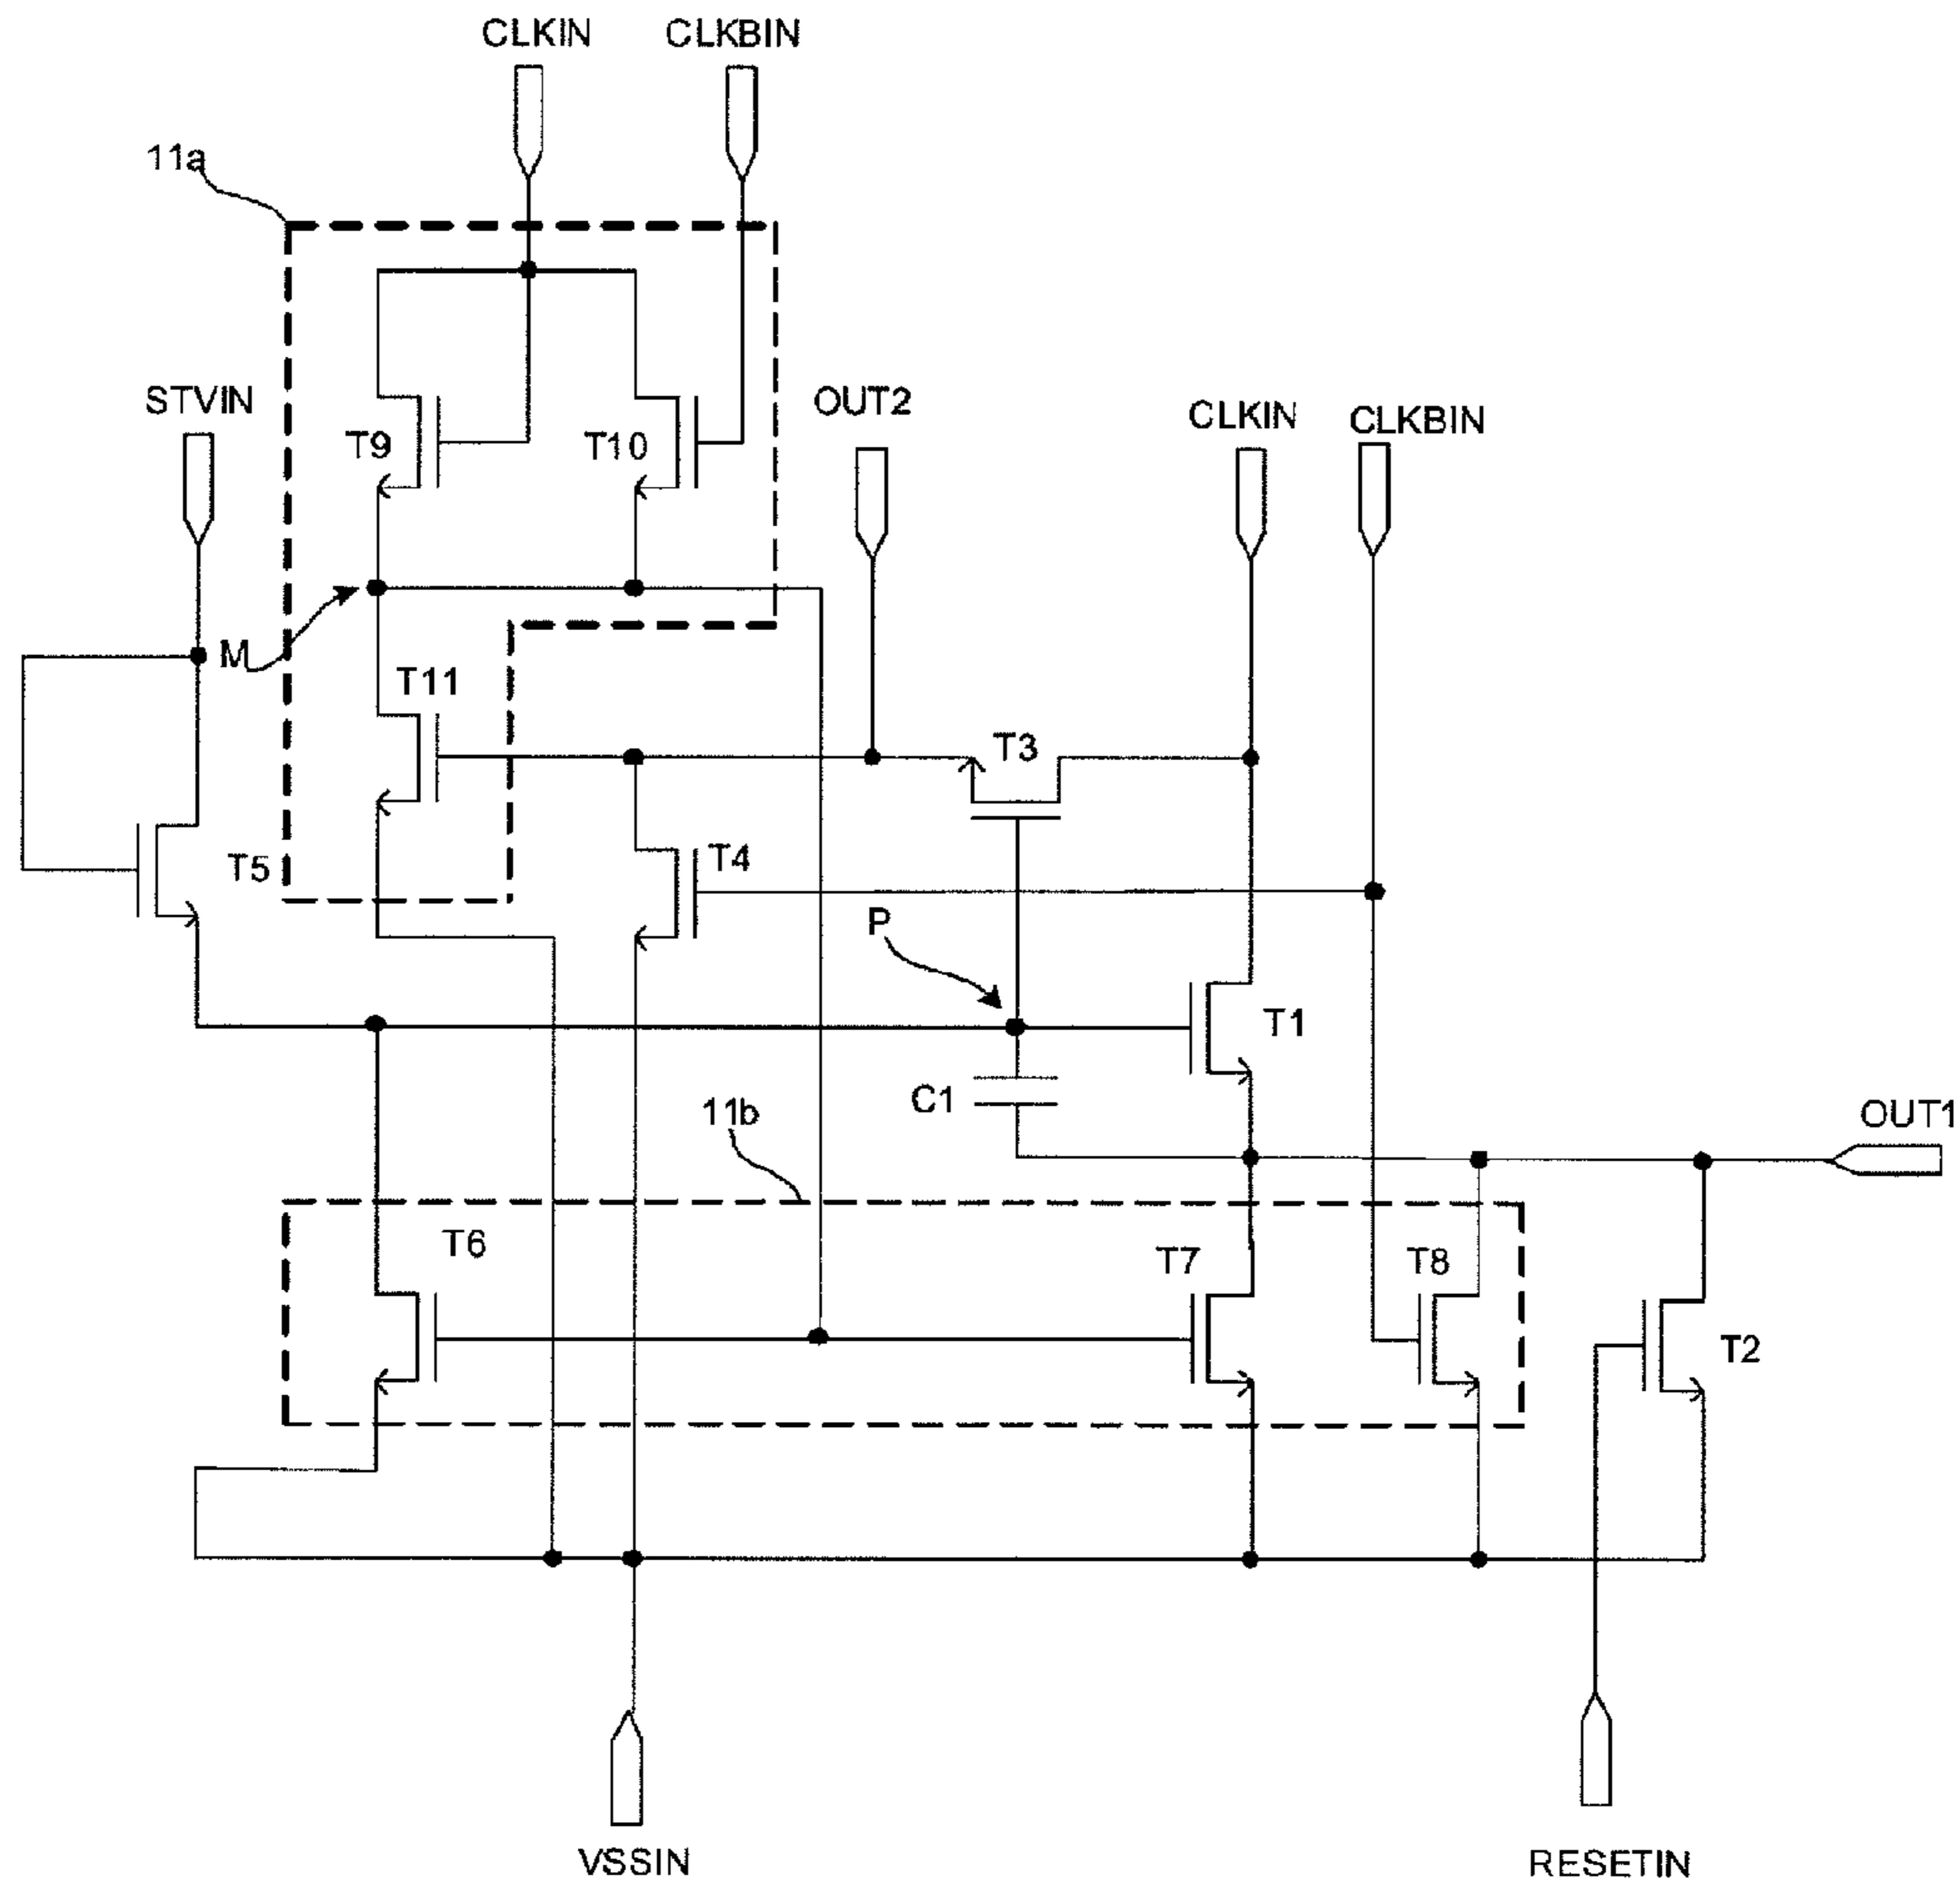 CLKIN
CLKBIN
11a
STVIN
T9
T10
OUT2
CLKIN
CLKBIN
M
T11
T3
T5
T4
P
T1
C1
11b
OUT1
T6
T7
T8
T2
VSSIN
RESETIN